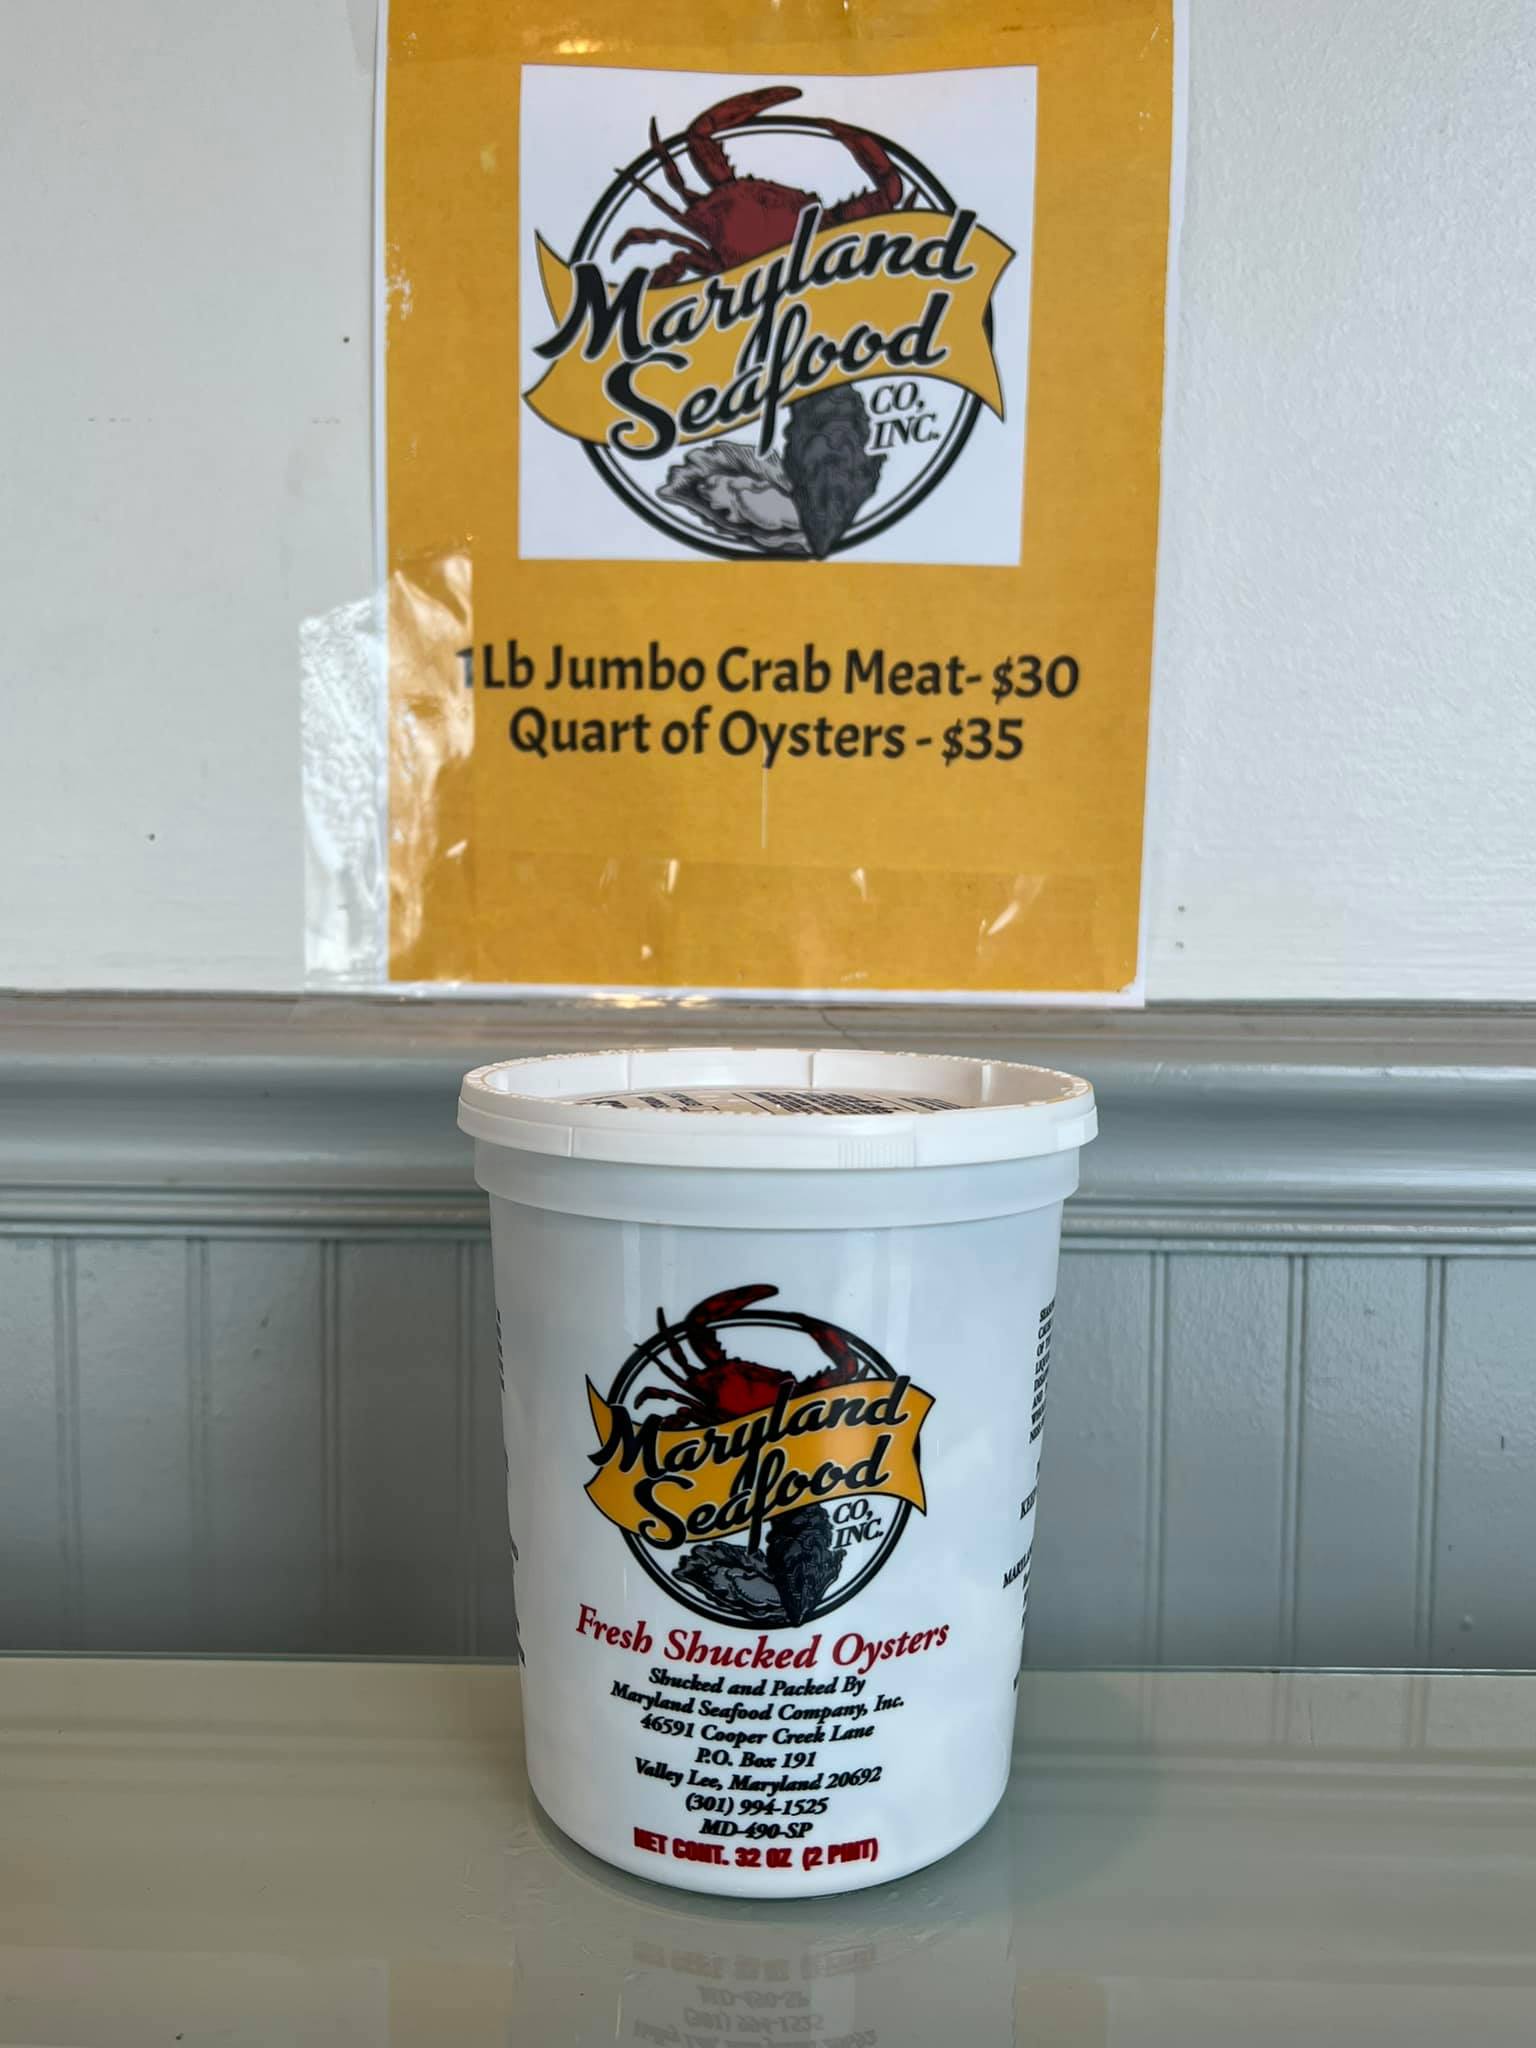 Maryland
Seafood
CO,
INC.
1 Lb Jumbo Crab Meat- $30
Quart of Oysters - $35
Maryland
Seafood
CO,
INC.
Fresh Shucked Oysters
Shucked and Packed By
Maryland Seafood Company, Inc.
46591 Cooper Creek Lane
P.O. Box 191
Valley Lee, Maryland 20692
(301) 994-1525
MD-490-SP
NET CONT. 32 OZ (2 PINT)